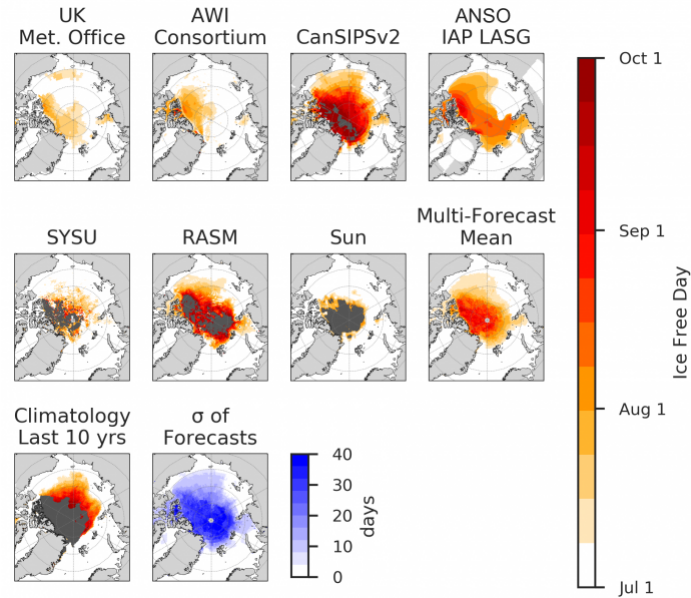 UK
Met. Office
AWI
Consortium
CanSIPSv2
ANSO
IAP LASG
Oct 1
Sep 1
Aug 1
Jul 1
Ice Free Day
SYSU
RASM
Sun
Multi-Forecast
Mean
Climatology
Last 10 yrs
σ of
Forecasts
40
30
20
10
0
days